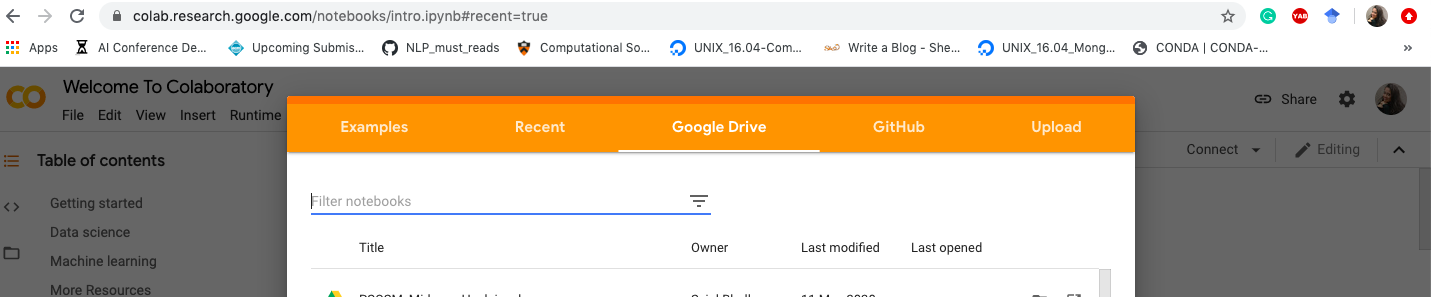 colab.research.google.com/notebooks/intro.ipynb#recent=true
YAB
Apps AI Conference De... Upcoming Submis... NLP_must_reads Computational So... UNIX_16.04-Com... SheD Write a Blog - She... UNIX_16.04_Mong... CONDA | CONDA-... »
Welcome To Colaboratory
File Edit View Insert Runtime
Share
Examples Recent Google Drive GitHub Upload
Table of contents
Connect Editing
Filter notebooks
Getting started
Data science
Title Owner Last modified Last opened
Machine learning
More Resources